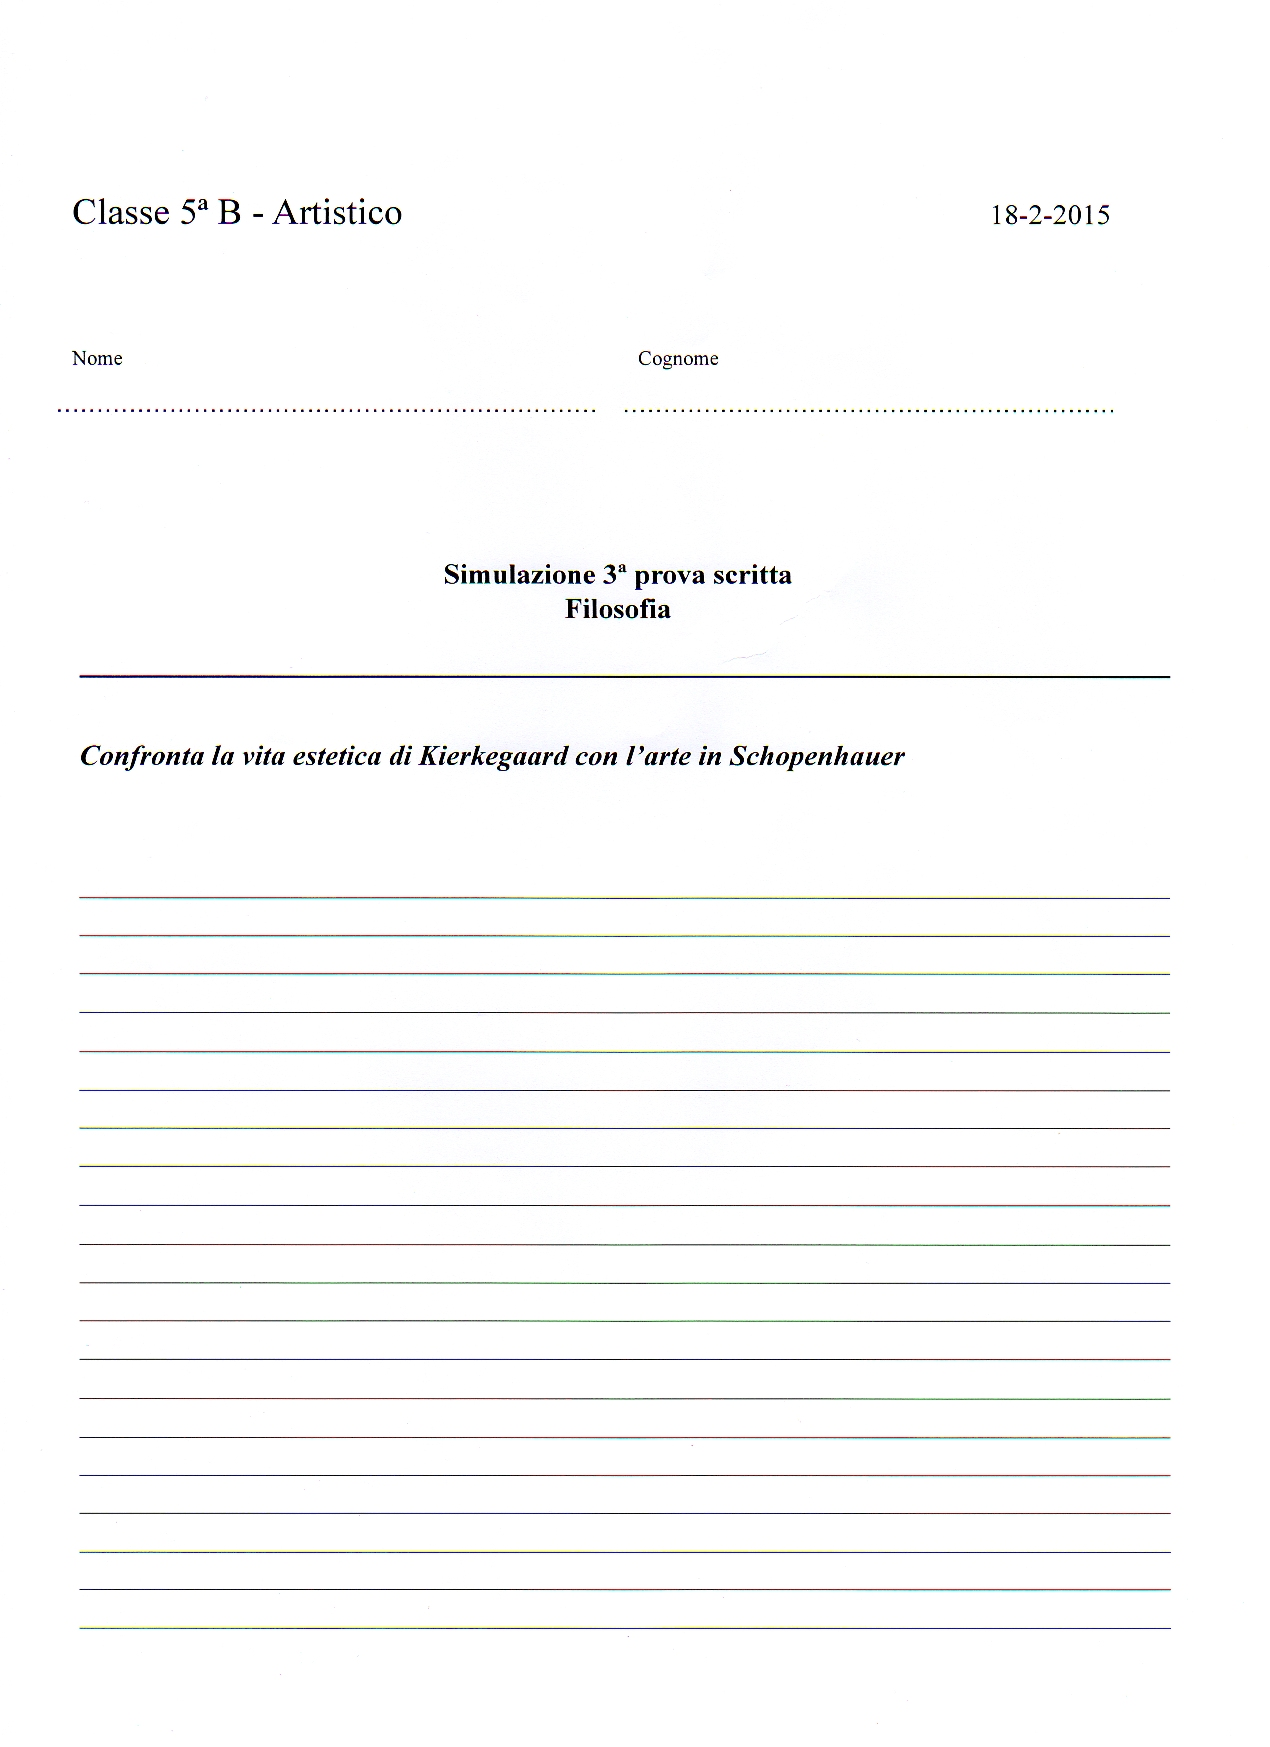 Classe 5ª B - Artistico 18-2-2015
Nome Cognome
Simulazione 3ª prova scritta
Filosofia
Confronta la vita estetica di Kierkegaard con l’arte in Schopenhauer